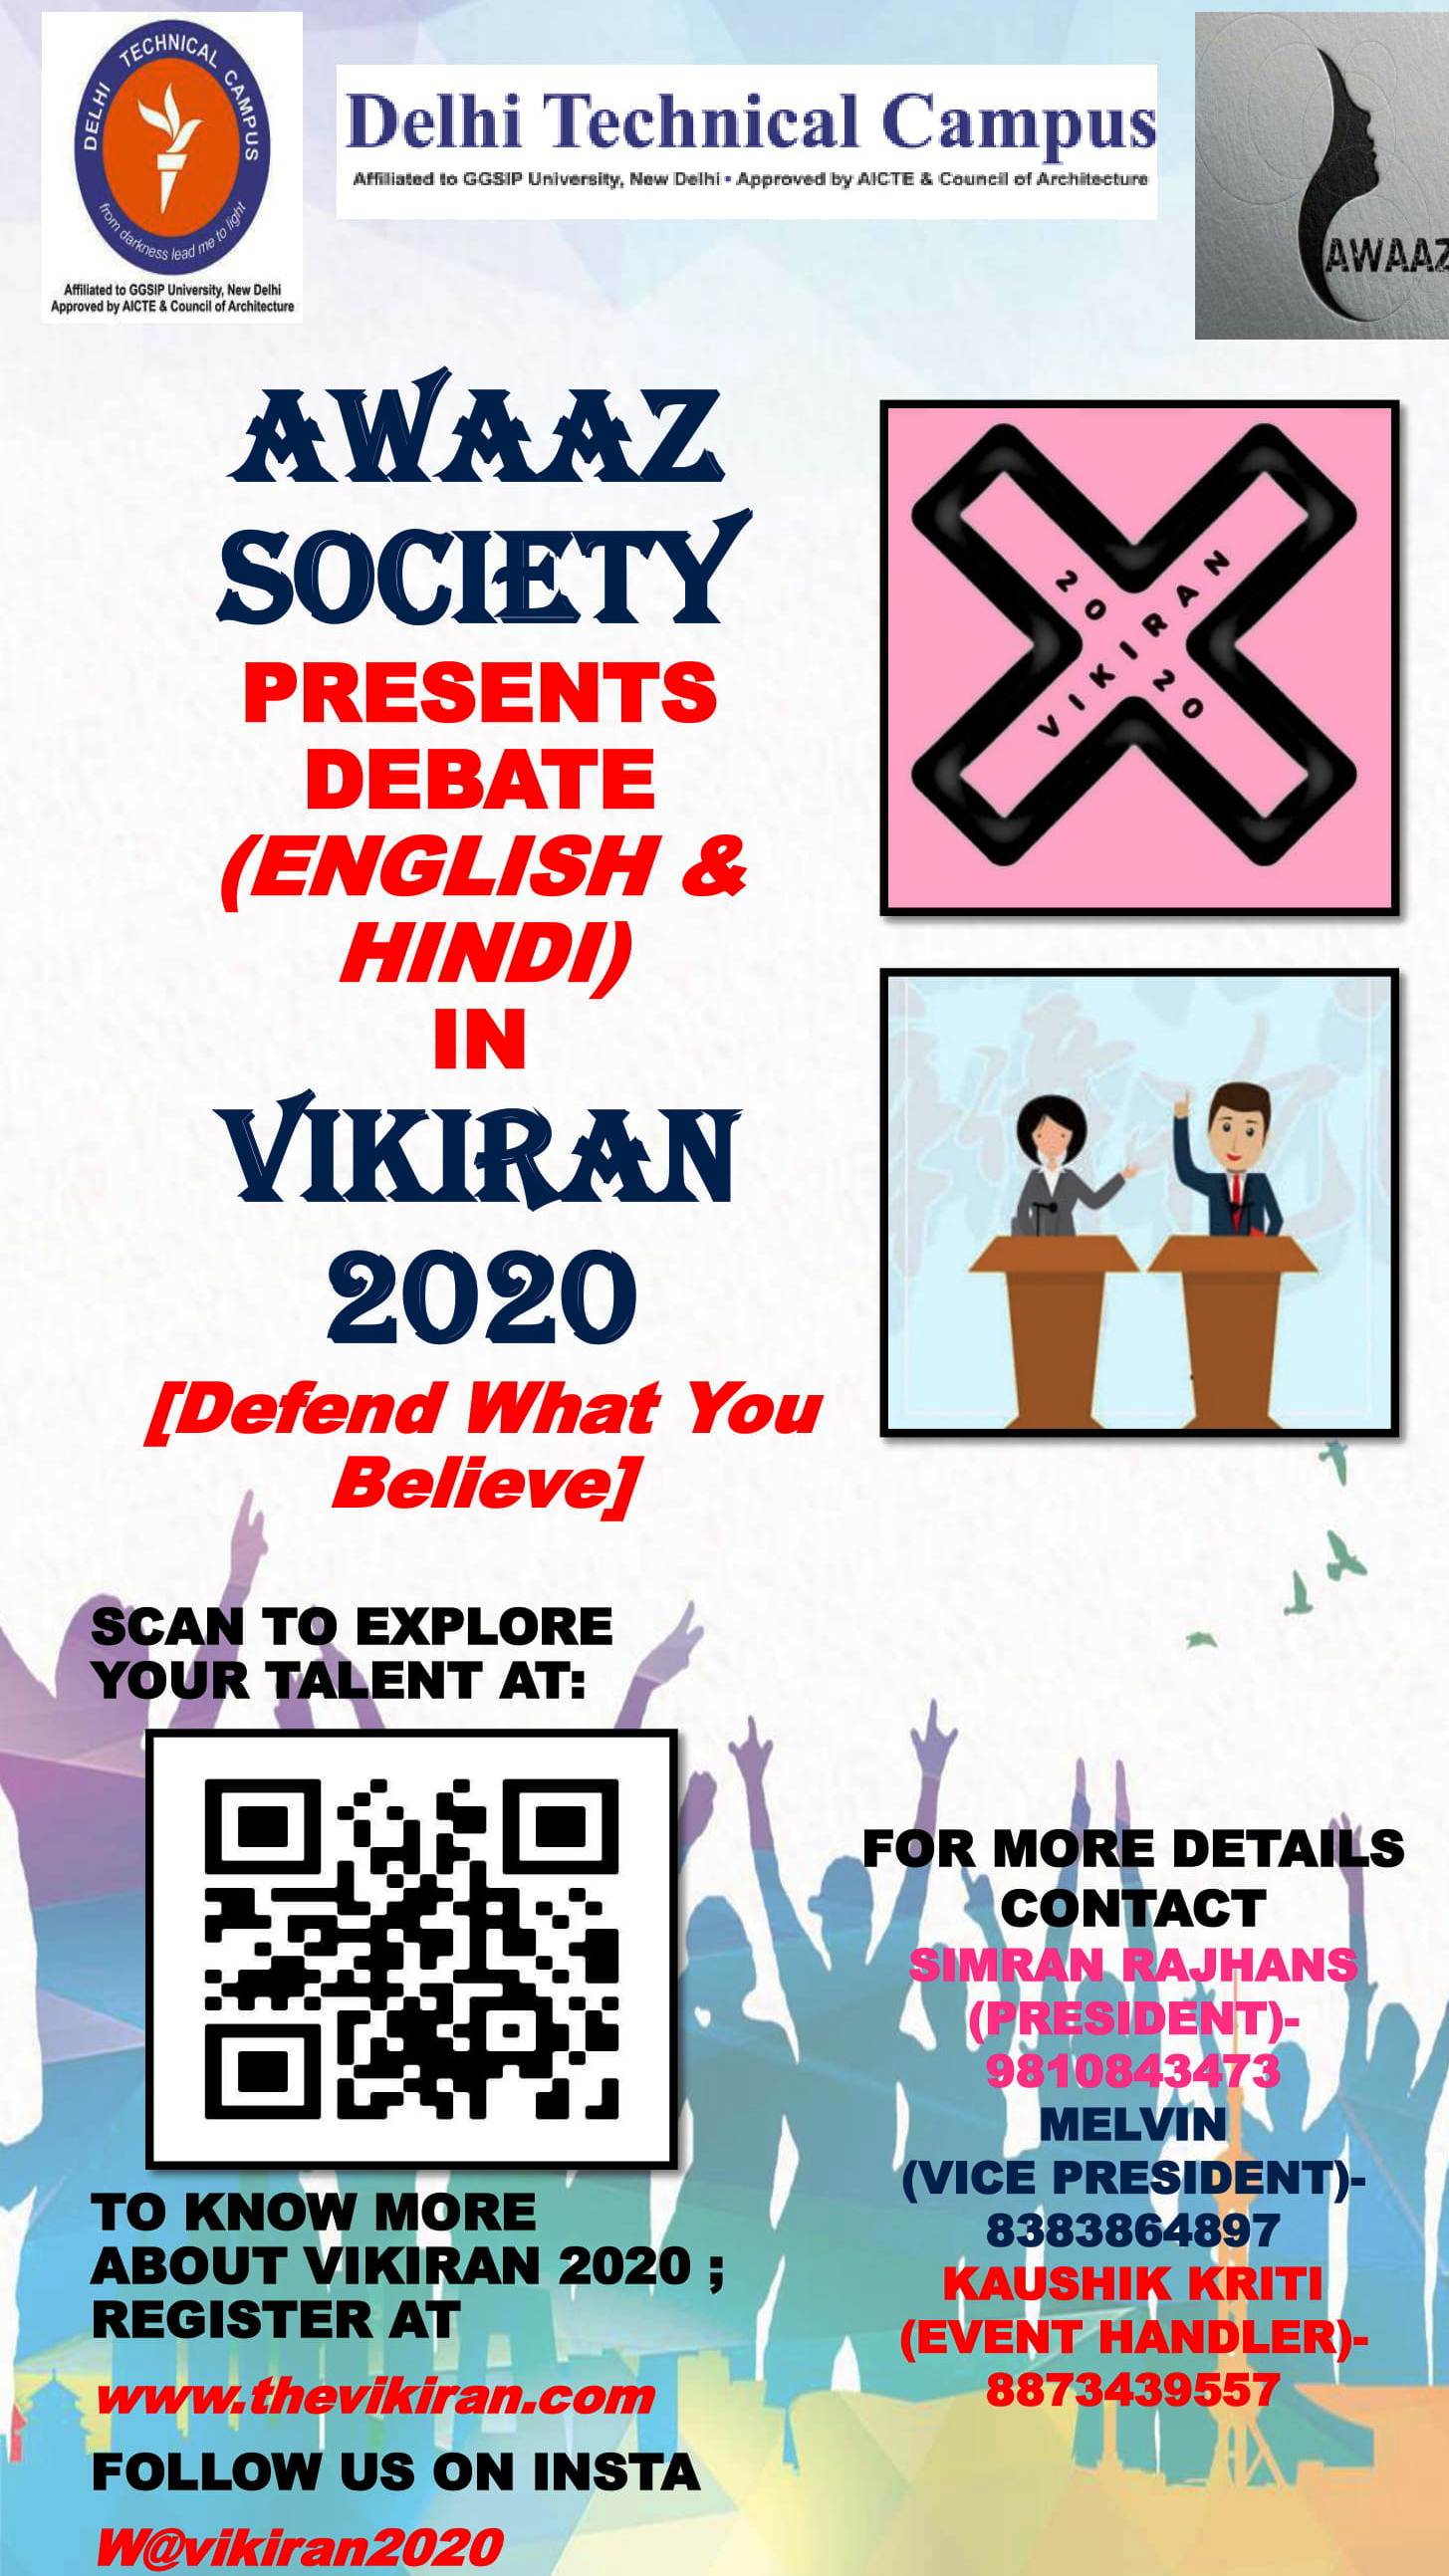 DELHI TECHNICAL CAMPUS
from darkness lead me to light
Affiliated to GGSIP University, New Delhi
Approved by AICTE & Council of Architecture
Delhi Technical Campus
Affiliated to GGSIP University, New Delhi • Approved by AICTE & Council of Architecture
AWAAZ
AWAAZ
SOCIETY
PRESENTS
DEBATE
(ENGLISH &
HINDI)
IN
VIKIRAN
2020
[Defend What You
Believe]
VIKIRAN
20 20
SCAN TO EXPLORE
YOUR TALENT AT:
TO KNOW MORE
ABOUT VIKIRAN 2020 ;
REGISTER AT
www.thevikiran.com
FOLLOW US ON INSTA
W@vikiran2020
FOR MORE DETAILS
CONTACT
SIMRAN RAJHANS
(PRESIDENT)-
9810843473
MELVIN
(VICE PRESIDENT)-
8383864897
KAUSHIK KRITI
(EVENT HANDLER)-
8873439557